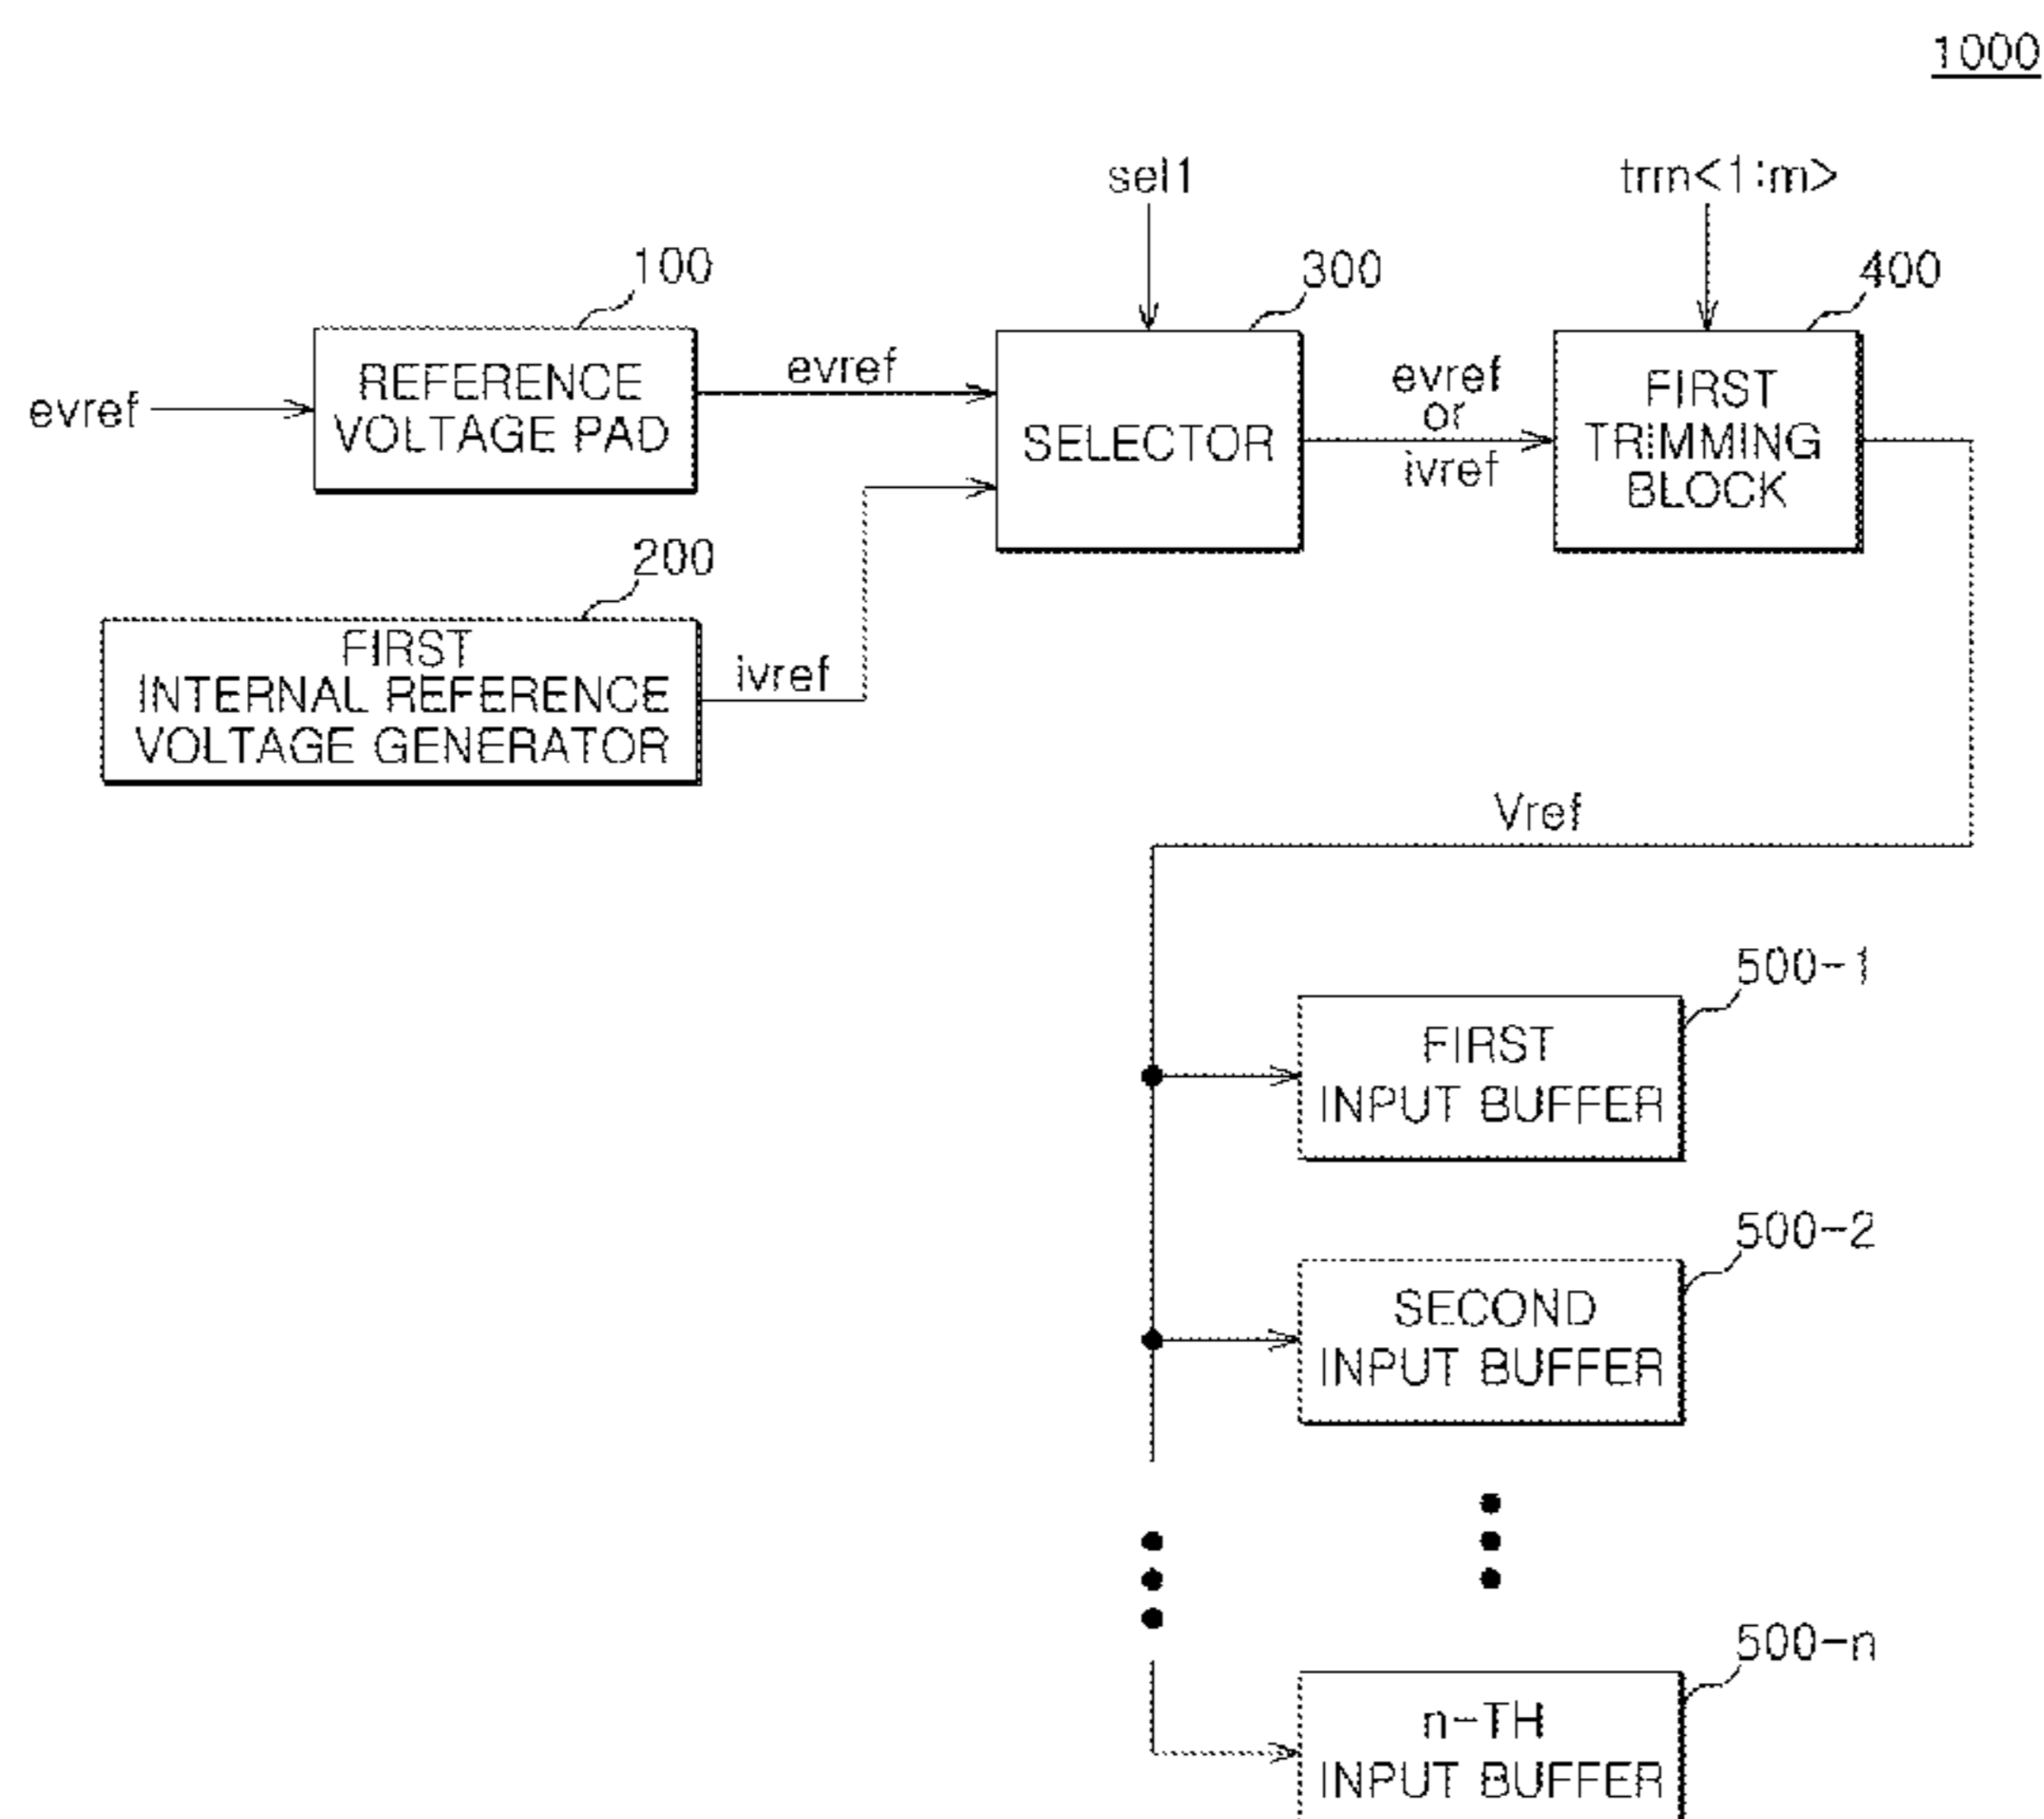 1000
sel1
trm<1:m>
100
300
400
evref
REFERENCE
VOLTAGE PAD
evref
SELECTOR
evref
or
ivref
FIRST
TRIMMING
BLOCK
200
FIRST
INTERNAL REFERENCE
VOLTAGE GENERATOR
ivref
Vref
500-1
FIRST
INPUT BUFFER
500-2
SECOND
INPUT BUFFER
500-n
n-TH
INPUT BUFFER